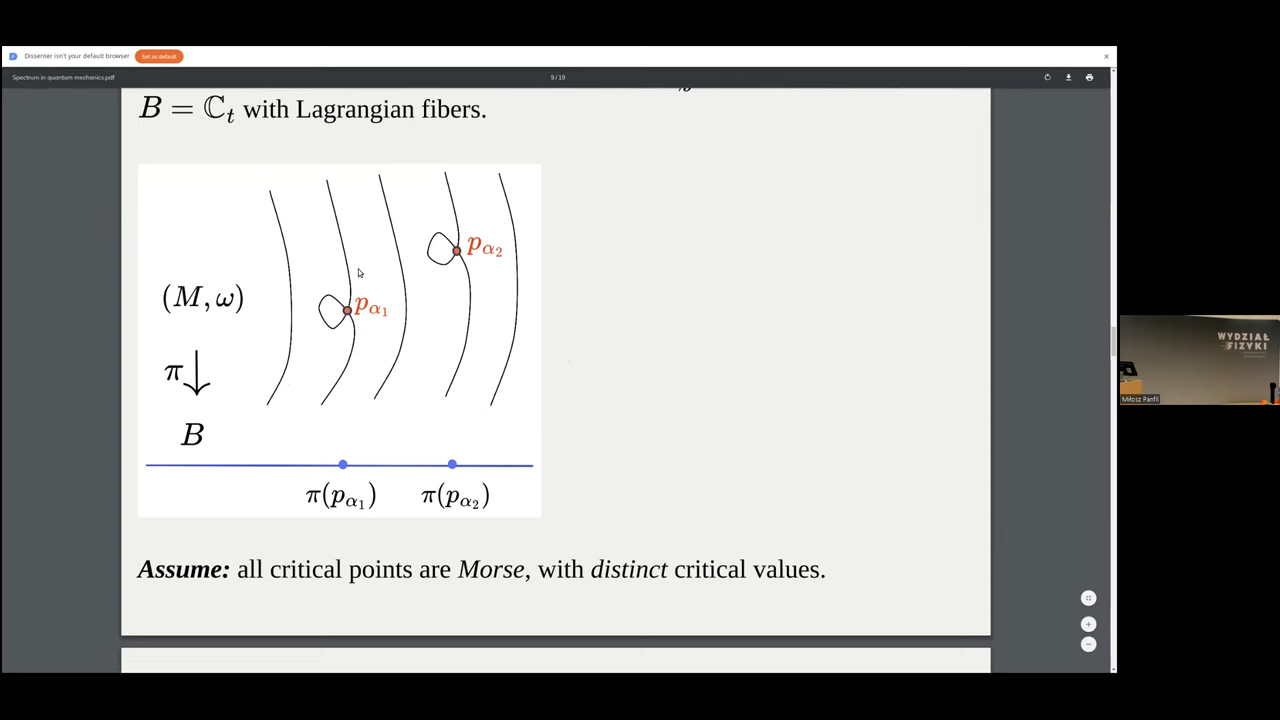 Dissenter isn't your default browser Set as default
Spectrum in quantum mechanics.pdf 9 / 19
B = ℂ_t with Lagrangian fibers.
p_{α_2}
(M, ω)
p_{α_1}
π
B
π(p_{α_1}) π(p_{α_2})
Assume: all critical points are Morse, with distinct critical values.
WYDZIAŁ
FIZYKI
Miłosz Panfil